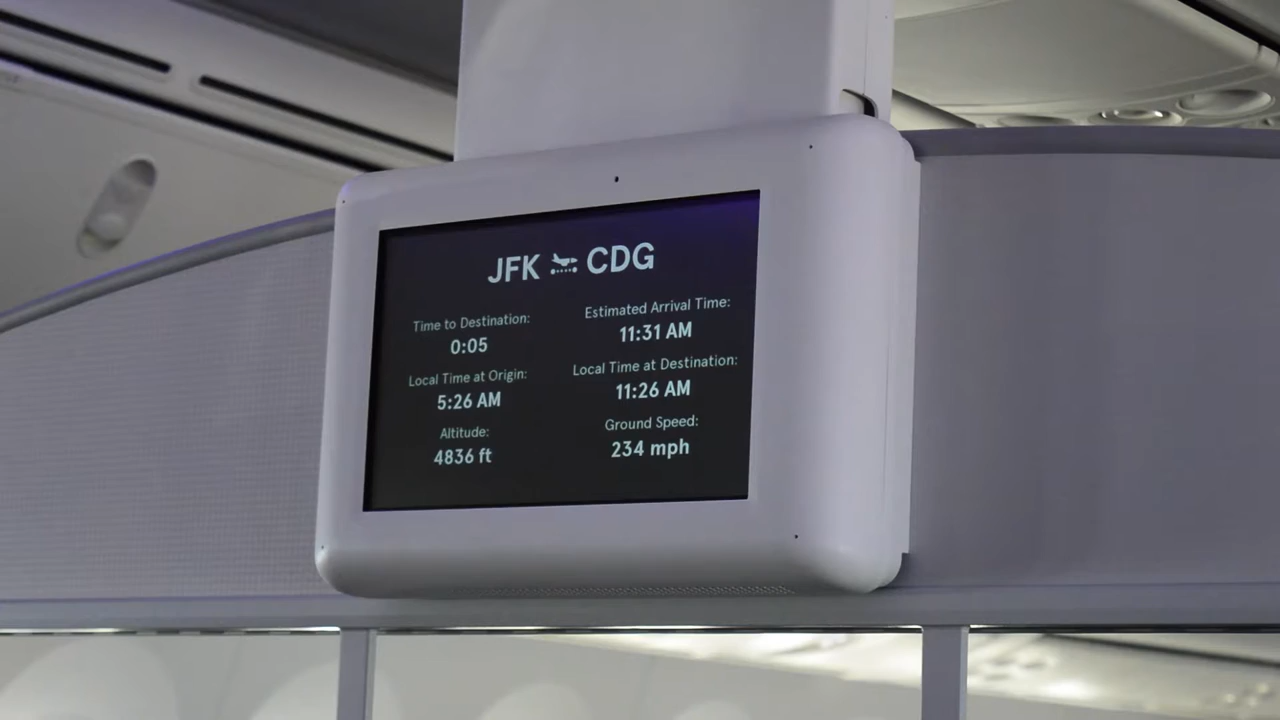 JFK CDG
Time to Destination:
0:05
Estimated Arrival Time:
11:31 AM
Local Time at Origin:
5:26 AM
Local Time at Destination:
11:26 AM
Altitude:
4836 ft
Ground Speed:
234 mph